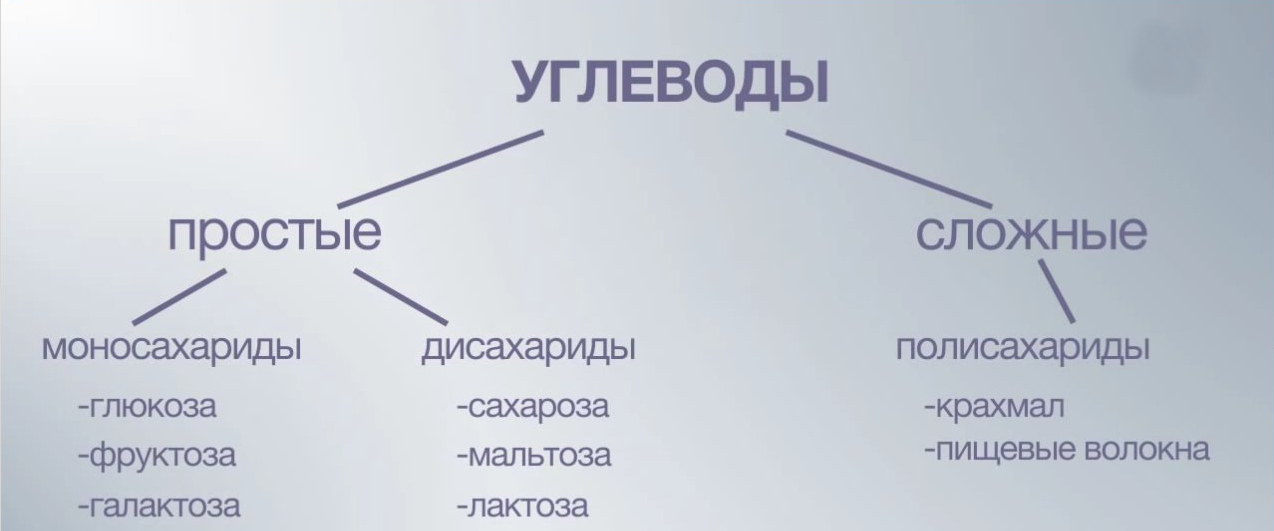 УГЛЕВОДЫ
простые
сложные
моносахариды
дисахариды
полисахариды
-глюкоза
-сахароза
-крахмал
-фруктоза
-мальтоза
-пищевые волокна
-галактоза
-лактоза